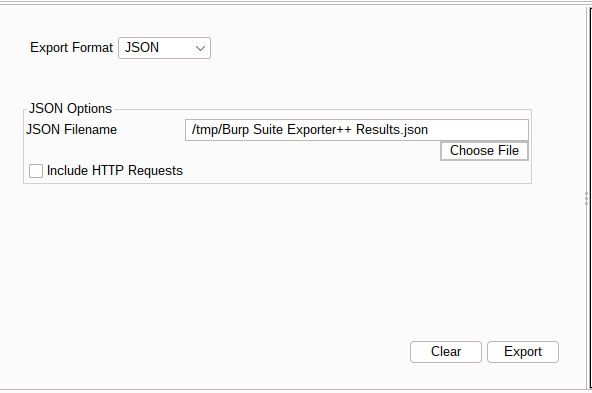 Export Format JSON
JSON Options
JSON Filename /tmp/Burp Suite Exporter++ Results.json
Choose File
Include HTTP Requests
Clear Export